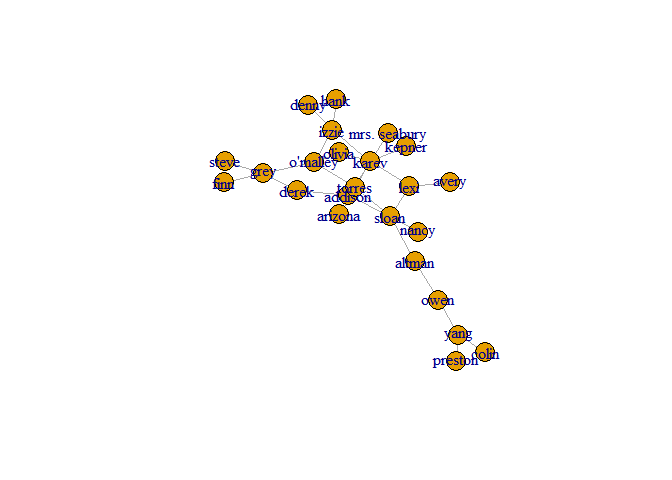 hank
denny
izzie
mrs. seabury
kepner
olivia
karev
o'malley
steve
grey
finn
derek
torres
addison
lexi
avery
arizona
sloan
nancy
altman
owen
yang
colin
preston